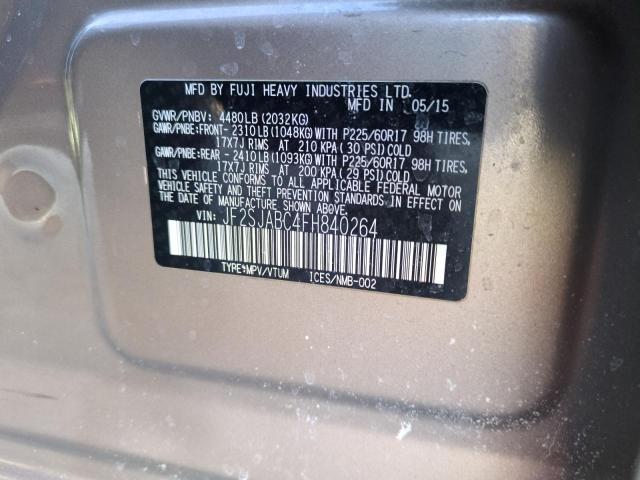 MFD BY FUJI HEAVY INDUSTRIES LTD.
MFD IN 05/15
GVWR/PNBV: 4480LB (2032KG)
GAWR/PNBE:FRONT- 2310LB (1048KG) WITH P225/60R17 98H TIRES,
17X7J RIMS AT 210 KPA (30 PSI) COLD
GAWR/PNBE:REAR - 2410LB (1093KG) WITH P225/60R17 98H TIRES,
17X7J RIMS AT 200 KPA (29 PSI) COLD
THIS VEHICLE CONFORMS TO ALL APPLICABLE FEDERAL MOTOR
VEHICLE SAFETY AND BUMPER STANDARDS IN EFFECT ON
THE DATE OF MANUFACTURE SHOWN ABOVE.
VIN: JF2SJABC4FH840264
TYPE:MPV/VTUM ICES/NMB-002